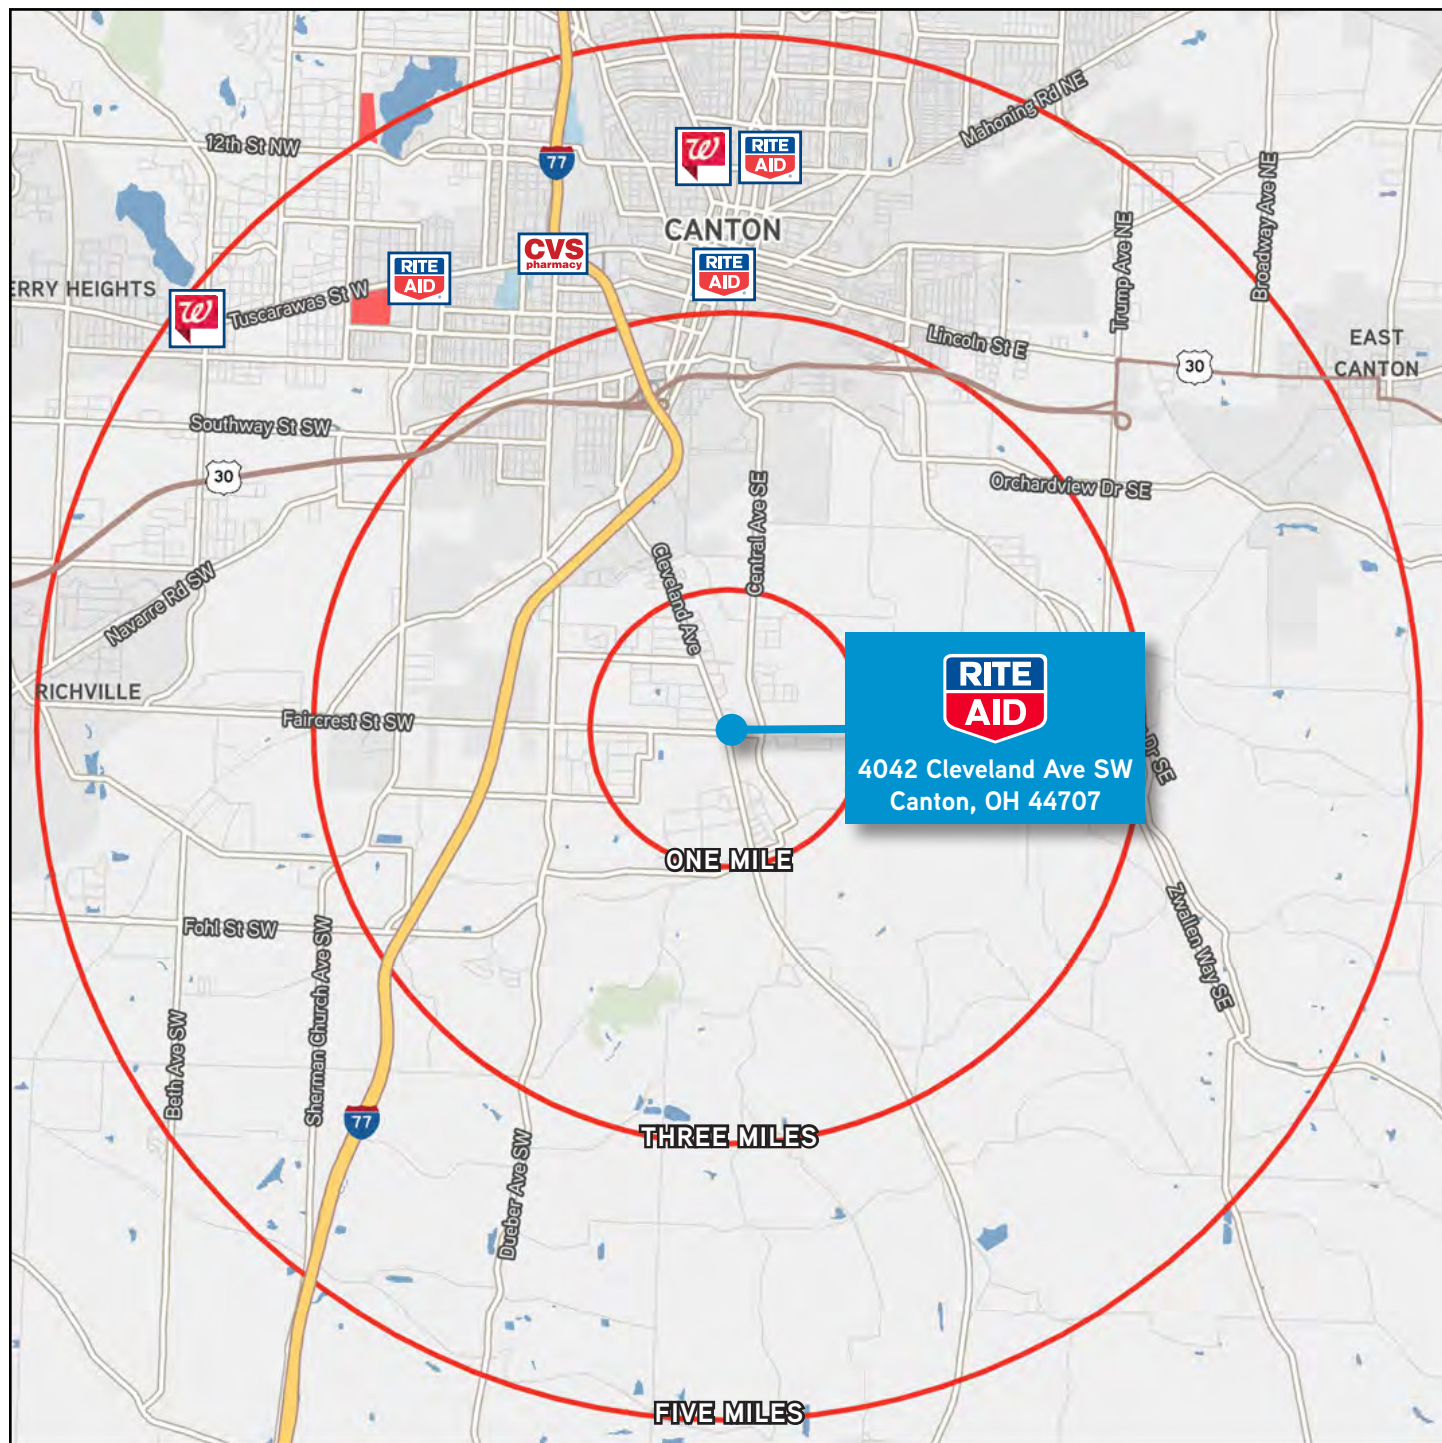 Mahoning Rd NE
12th St NW
77
W
RITE
AID
CANTON
Broadway Ave NE
Trump Ave NE
CVS
pharmacy
RITE
AID
RITE
AID
ERRY HEIGHTS
W
Tuscarawas St W
Lincoln St E
EAST
CANTON
30
Southway St SW
30
Orchardview Dr SE
Central Ave SE
Cleveland Ave
Navarre Rd SW
RICHVILLE
Faircrest St SW
RITE
AID
4042 Cleveland Ave SW
Canton, OH 44707
Dr SE
ONE MILE
Fohl St SW
Zwallen Way SE
Sherman Church Ave SW
Beth Ave SW
77
THREE MILES
Dueber Ave SW
FIVE MILES